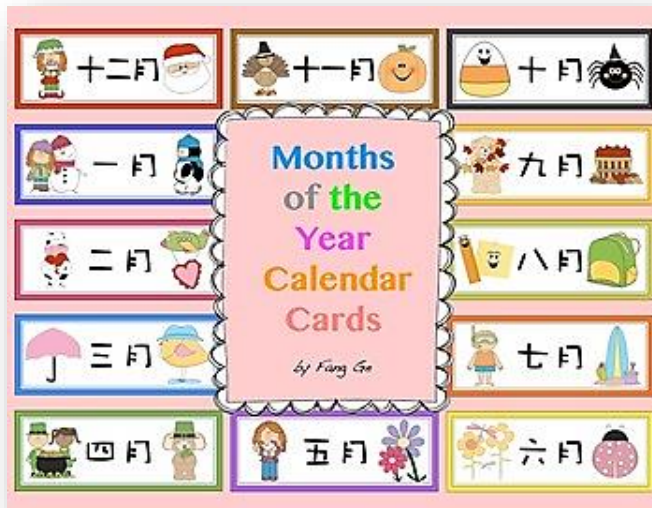 十二月
十一月
十月
一月
九月
二月
八月
三月
七月
四月
五月
六月
Months
of the
Year
Calendar
Cards
by Fang Ge